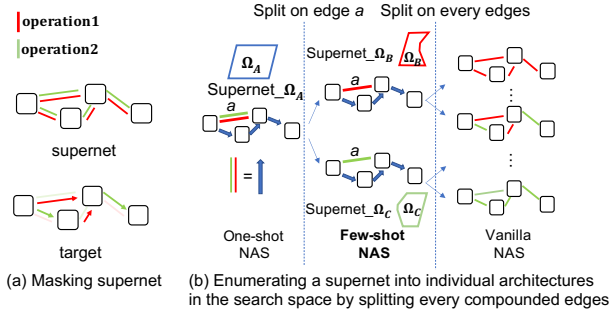 Split on edge a
Split on every edges
operation1
operation2
supernet
target
(a) Masking supernet
Ω_A
Supernet_Ω_A
a
=
One-shot
NAS
Supernet_Ω_B
Ω_B
a
a
Supernet_Ω_C
Ω_C
Few-shot
NAS
⋮
⋮
Vanilla
NAS
(b) Enumerating a supernet into individual architectures
in the search space by splitting every compounded edges